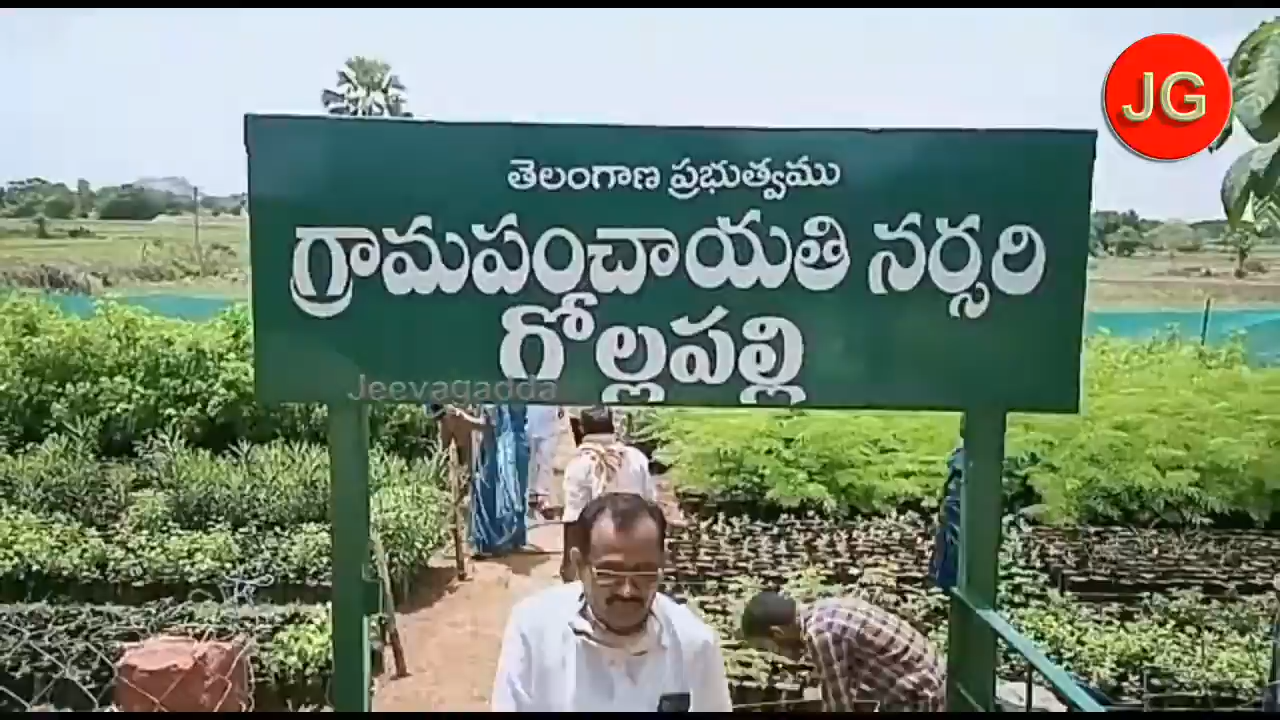 JG
తెలంగాణ ప్రభుత్వము
గ్రామపంచాయతి నర్సరి
గోల్లపల్లి
Jeevagadda